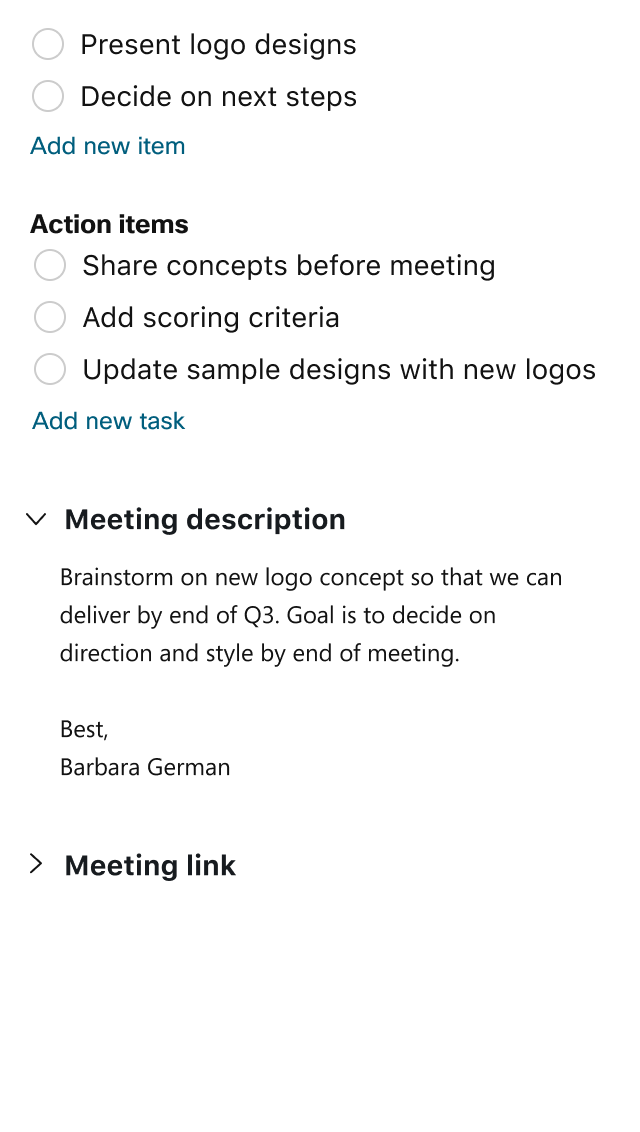 Present logo designs
Decide on next steps
Add new item
Action items
Share concepts before meeting
Add scoring criteria
Update sample designs with new logos
Add new task
Meeting description
Brainstorm on new logo concept so that we can
deliver by end of Q3. Goal is to decide on
direction and style by end of meeting.
Best,
Barbara German
Meeting link